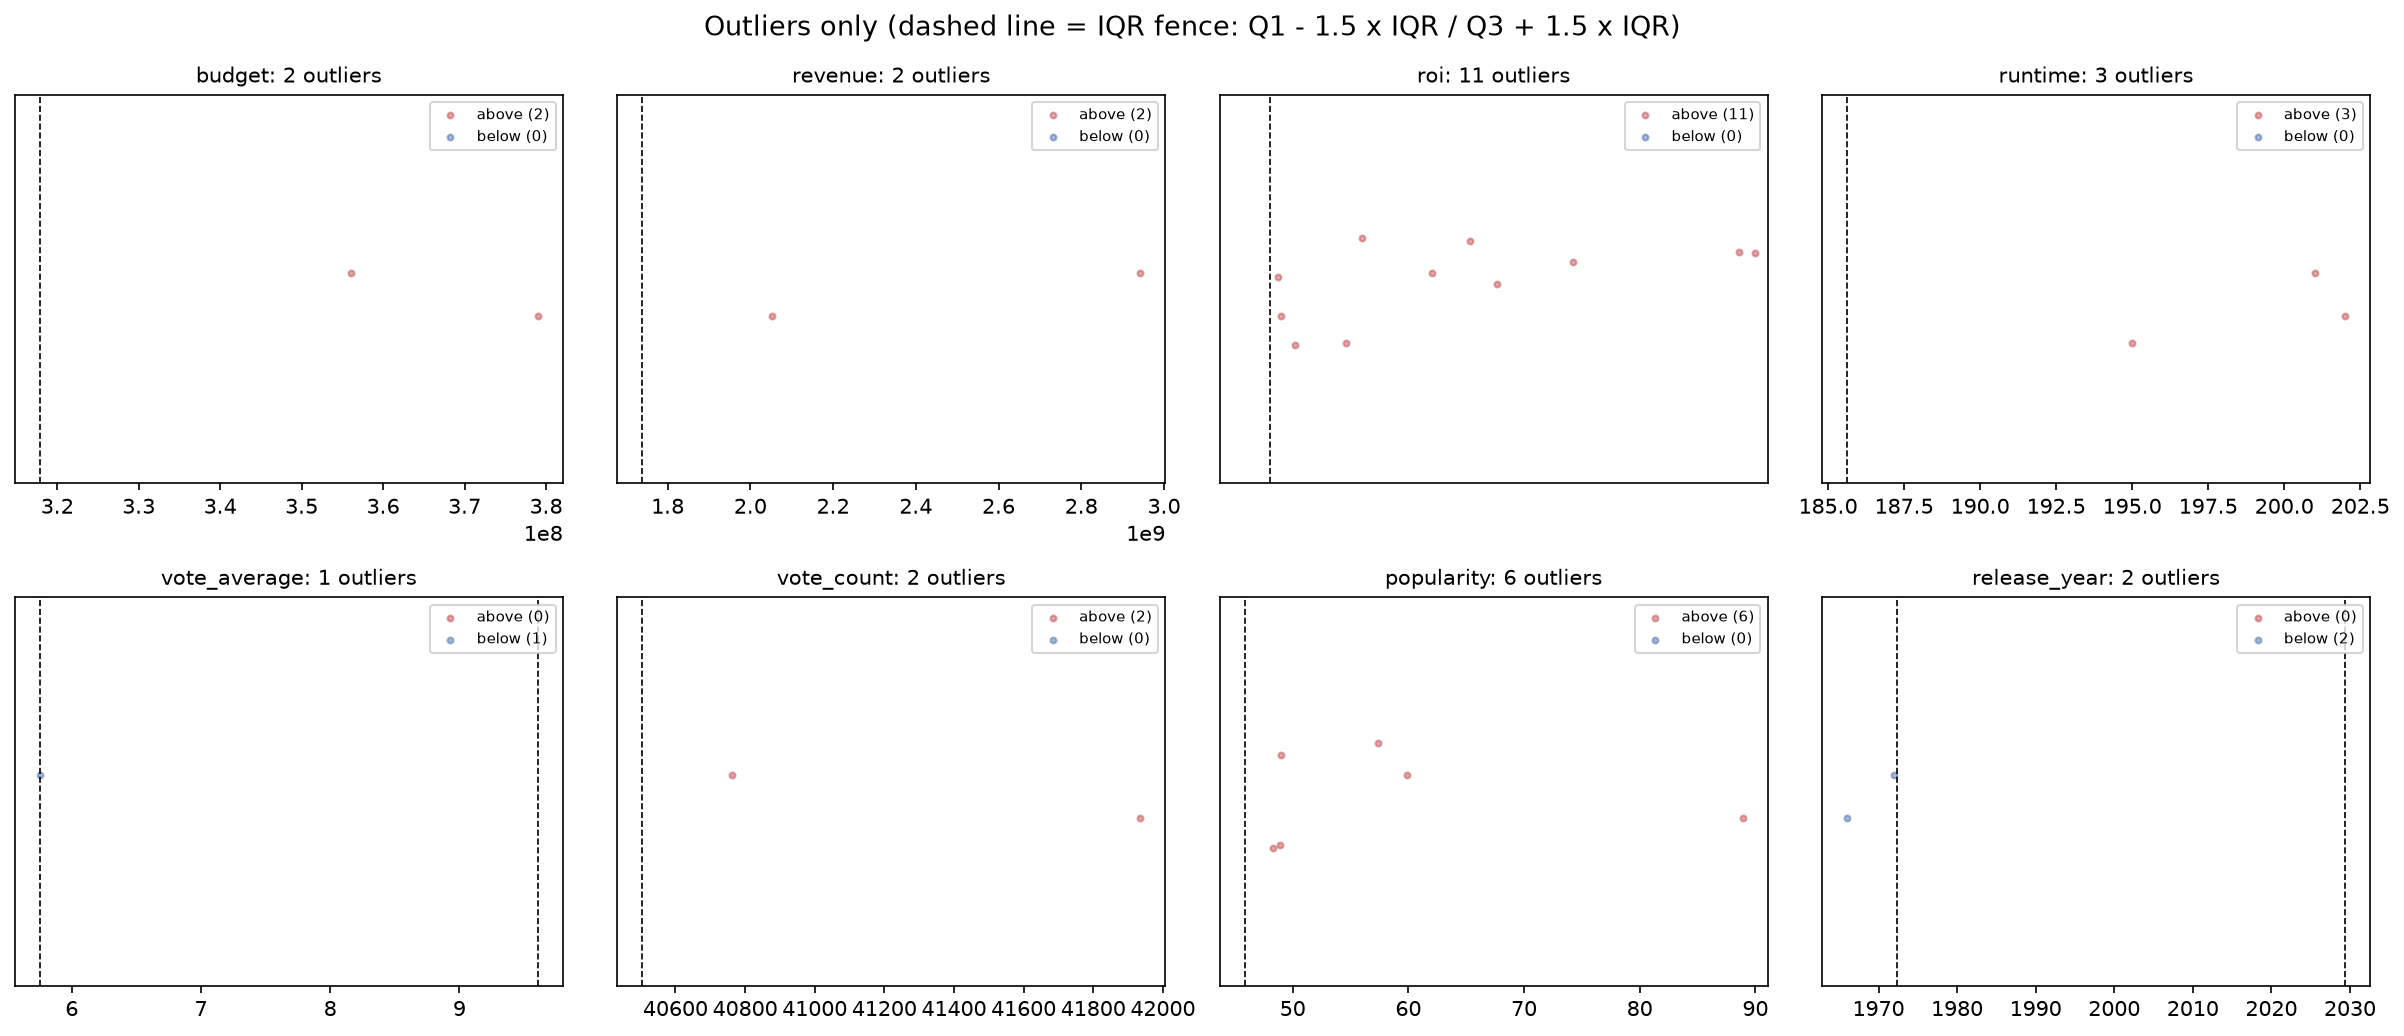 Outliers only (dashed line = IQR fence: Q1 - 1.5 x IQR / Q3 + 1.5 x IQR)
budget: 2 outliers
above (2)
below (0)
3.2 3.3 3.4 3.5 3.6 3.7 3.8
1e8
revenue: 2 outliers
above (2)
below (0)
1.8 2.0 2.2 2.4 2.6 2.8 3.0
1e9
roi: 11 outliers
above (11)
below (0)
runtime: 3 outliers
above (3)
below (0)
185.0 187.5 190.0 192.5 195.0 197.5 200.0 202.5
vote_average: 1 outliers
above (0)
below (1)
6 7 8 9
vote_count: 2 outliers
above (2)
below (0)
40600 40800 41000 41200 41400 41600 41800 42000
popularity: 6 outliers
above (6)
below (0)
50 60 70 80 90
release_year: 2 outliers
above (0)
below (2)
1970 1980 1990 2000 2010 2020 2030